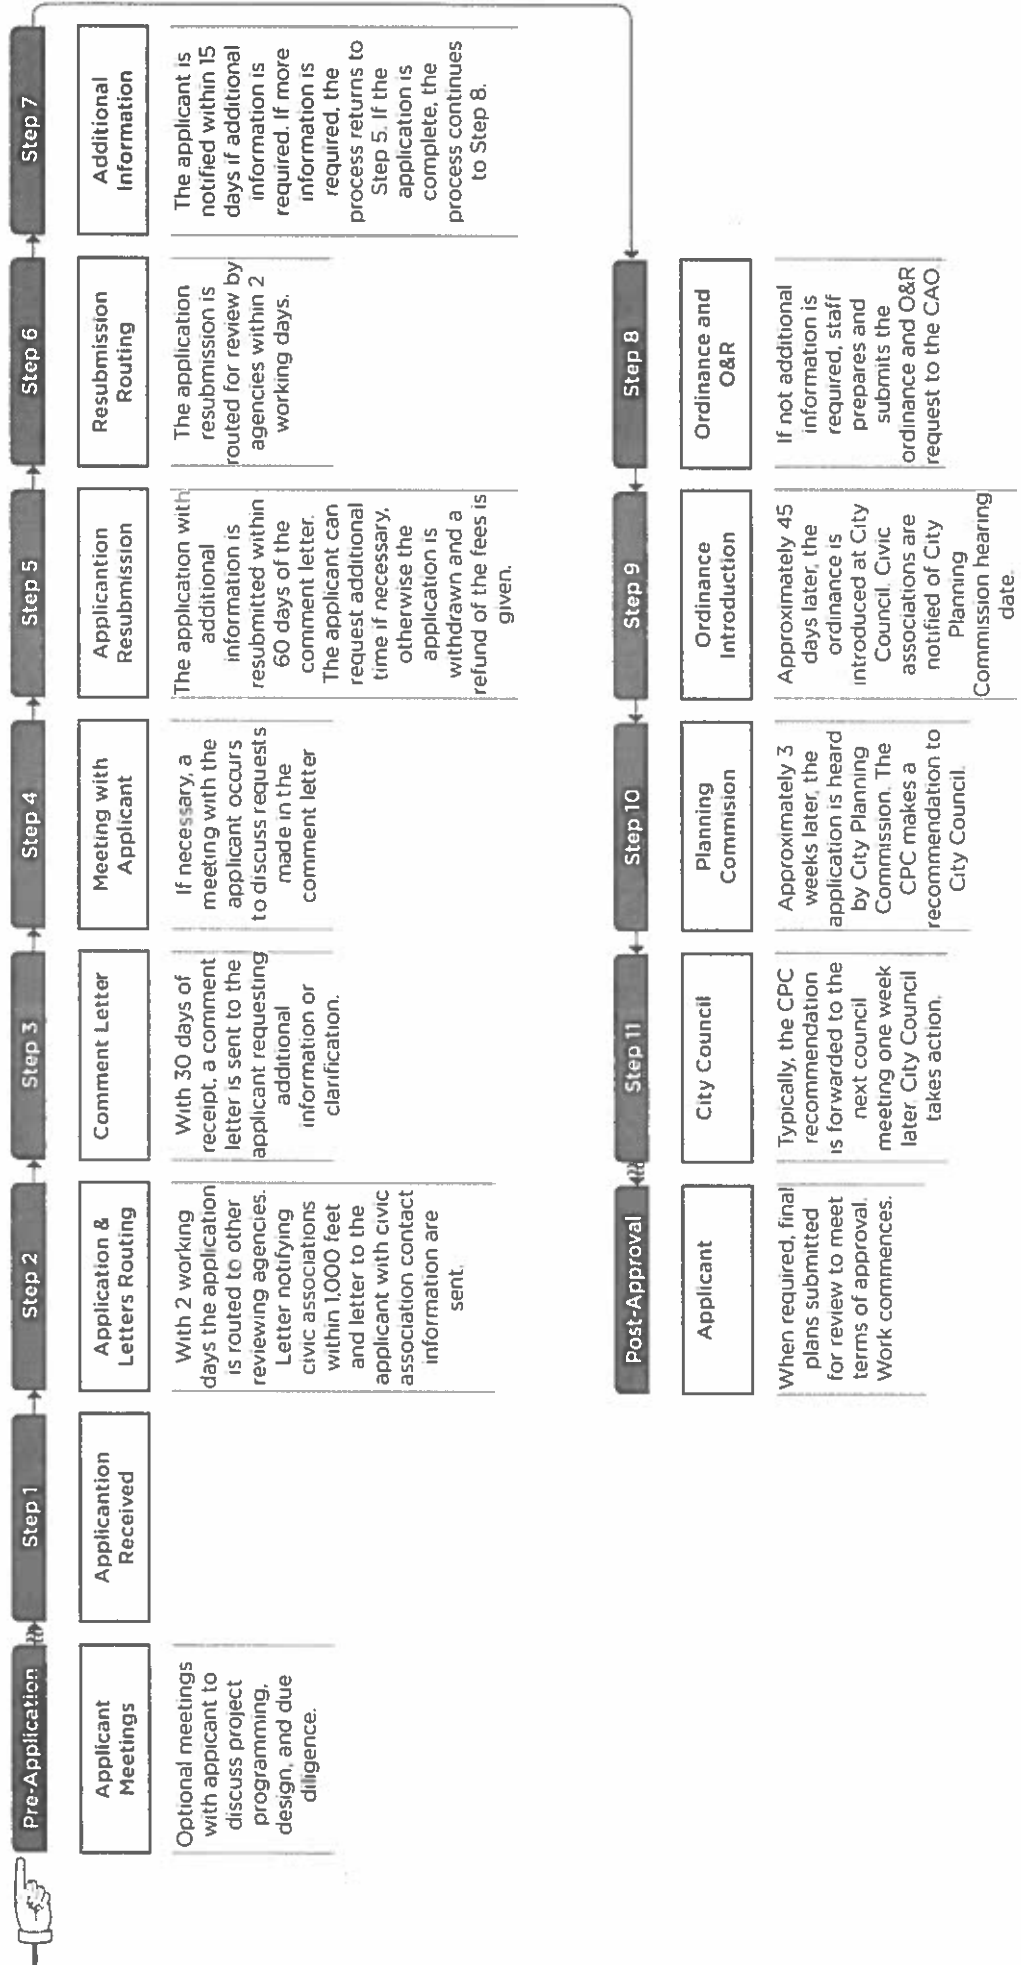 Pre-Application
Applicant
Meetings
Optional meetings
with appicant to
discuss project
programming,
design, and due
diligence.
Step 1
Applicantion
Received
Step 2
Application &
Letters Routing
With 2 working
days the application
is routed to other
reviewing agencies.
Letter notifying
civic associations
within 1,000 feet
and letter to the
applicant with civic
association contact
information are
sent.
Step 3
Comment Letter
With 30 days of
receipt, a comment
letter is sent to the
applicant requesting
additional
information or
clarification.
Step 4
Meeting with
Applicant
If necessary, a
meeting with the
applicant occurs
to discuss requests
made in the
comment letter
Step 5
Applicantion
Resubmission
The application with
additional
information is
resubmitted within
60 days of the
comment letter.
The applicant can
request additional
time if necessary,
otherwise the
application is
withdrawn and a
refund of the fees is
given.
Step 6
Resubmission
Routing
The application
resubmission is
routed for review by
agencies within 2
working days.
Step 7
Additional
Information
The applicant is
notified within 15
days if additional
information is
required. If more
information is
required, the
process returns to
Step 5. If the
application is
complete, the
process continues
to Step 8.
Step 8
Ordinance and
O&R
If not additional
information is
required, staff
prepares and
submits the
ordinance and O&R
request to the CAO.
Step 9
Ordinance
Introduction
Approximately 45
days later, the
ordinance is
introduced at City
Council. Civic
associations are
notified of City
Planning
Commission hearing
date.
Step 10
Planning
Commision
Approximately 3
weeks later, the
application is heard
by City Planning
Commission. The
CPC makes a
recommendation to
City Council.
Step 11
City Council
Typically, the CPC
recommendation
is forwarded to the
next council
meeting one week
later. City Council
takes action.
Post-Approval
Applicant
When required, final
plans submitted
for review to meet
terms of approval.
Work commences.